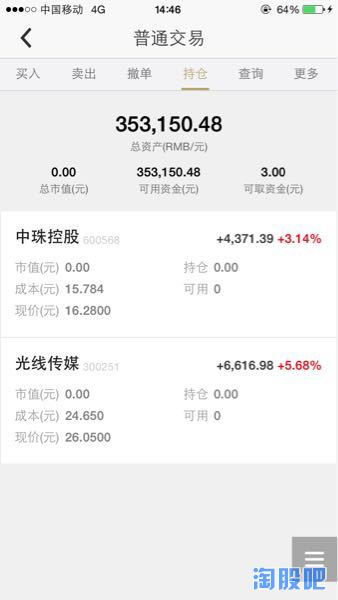 中国移动 4G 14:46 64%
普通交易
买入 卖出 撤单 持仓 查询 更多
353,150.48
总资产(RMB/元)
0.00 353,150.48 3.00
总市值(元) 可用资金(元) 可取资金(元)
中珠控股 600568 +4,371.39 +3.14%
市值(元) 0.00 持仓 0.00
成本(元) 15.784 可用 0
现价(元) 16.2800
光线传媒 300251 +6,616.98 +5.68%
市值(元) 0.00 持仓 0.00
成本(元) 24.650 可用 0
现价(元) 26.0500
淘股吧